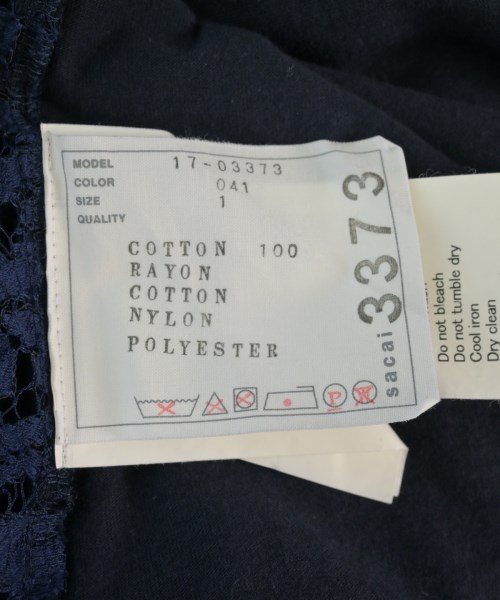 MODEL 17-03373
COLOR 041
SIZE 1
QUALITY
COTTON 100
RAYON
COTTON
NYLON
POLYESTER
P
W
sacai 3373
Do not bleach
Do not tumble dry
Cool iron
Dry clean